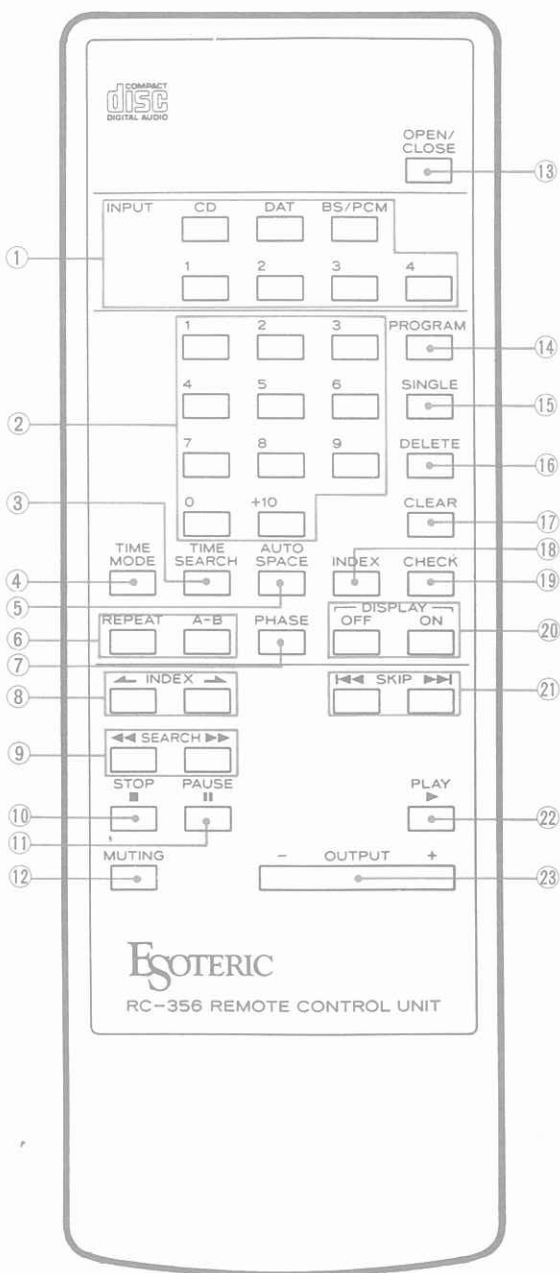 COMPACT
disc
DIGITAL AUDIO
OPEN/
CLOSE
⑬
INPUT CD DAT BS/PCM
①
1 2 3 4
1 2 3 PROGRAM
⑭
4 5 6 SINGLE
⑮
②
7 8 9 DELETE
⑯
③
0 +10 CLEAR
⑰
TIME
MODE
TIME
SEARCH
AUTO
SPACE
INDEX CHECK
⑱
④
⑲
⑤
REPEAT A-B PHASE
DISPLAY
OFF ON
⑥
⑳
⑦
INDEX
⏮ SKIP ⏭
⑧
㉑
◀◀ SEARCH ▶▶
⑨
STOP PAUSE PLAY
■ ⏸ ▶
⑩
⑪
㉒
MUTING - OUTPUT +
⑫
㉓
ESOTERIC
RC-356 REMOTE CONTROL UNIT